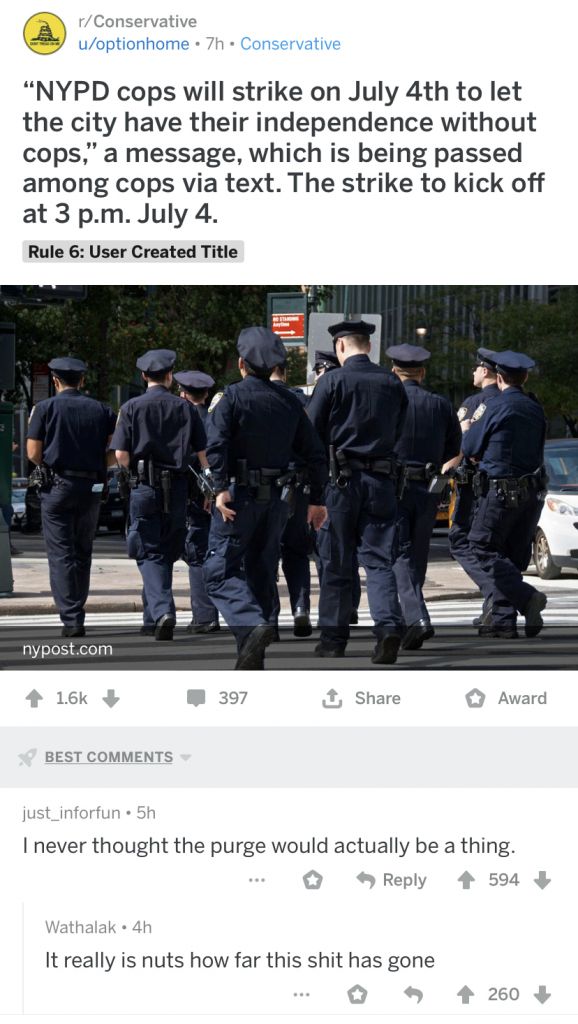 r/Conservative
u/optionhome • 7h • Conservative
“NYPD cops will strike on July 4th to let
the city have their independence without
cops,” a message, which is being passed
among cops via text. The strike to kick off
at 3 p.m. July 4.
Rule 6: User Created Title
NO STANDING
Anytime
nypost.com
1.6k
397
Share
Award
BEST COMMENTS
just_inforfun • 5h
I never thought the purge would actually be a thing.
... Reply 594
Wathalak • 4h
It really is nuts how far this shit has gone
... 260